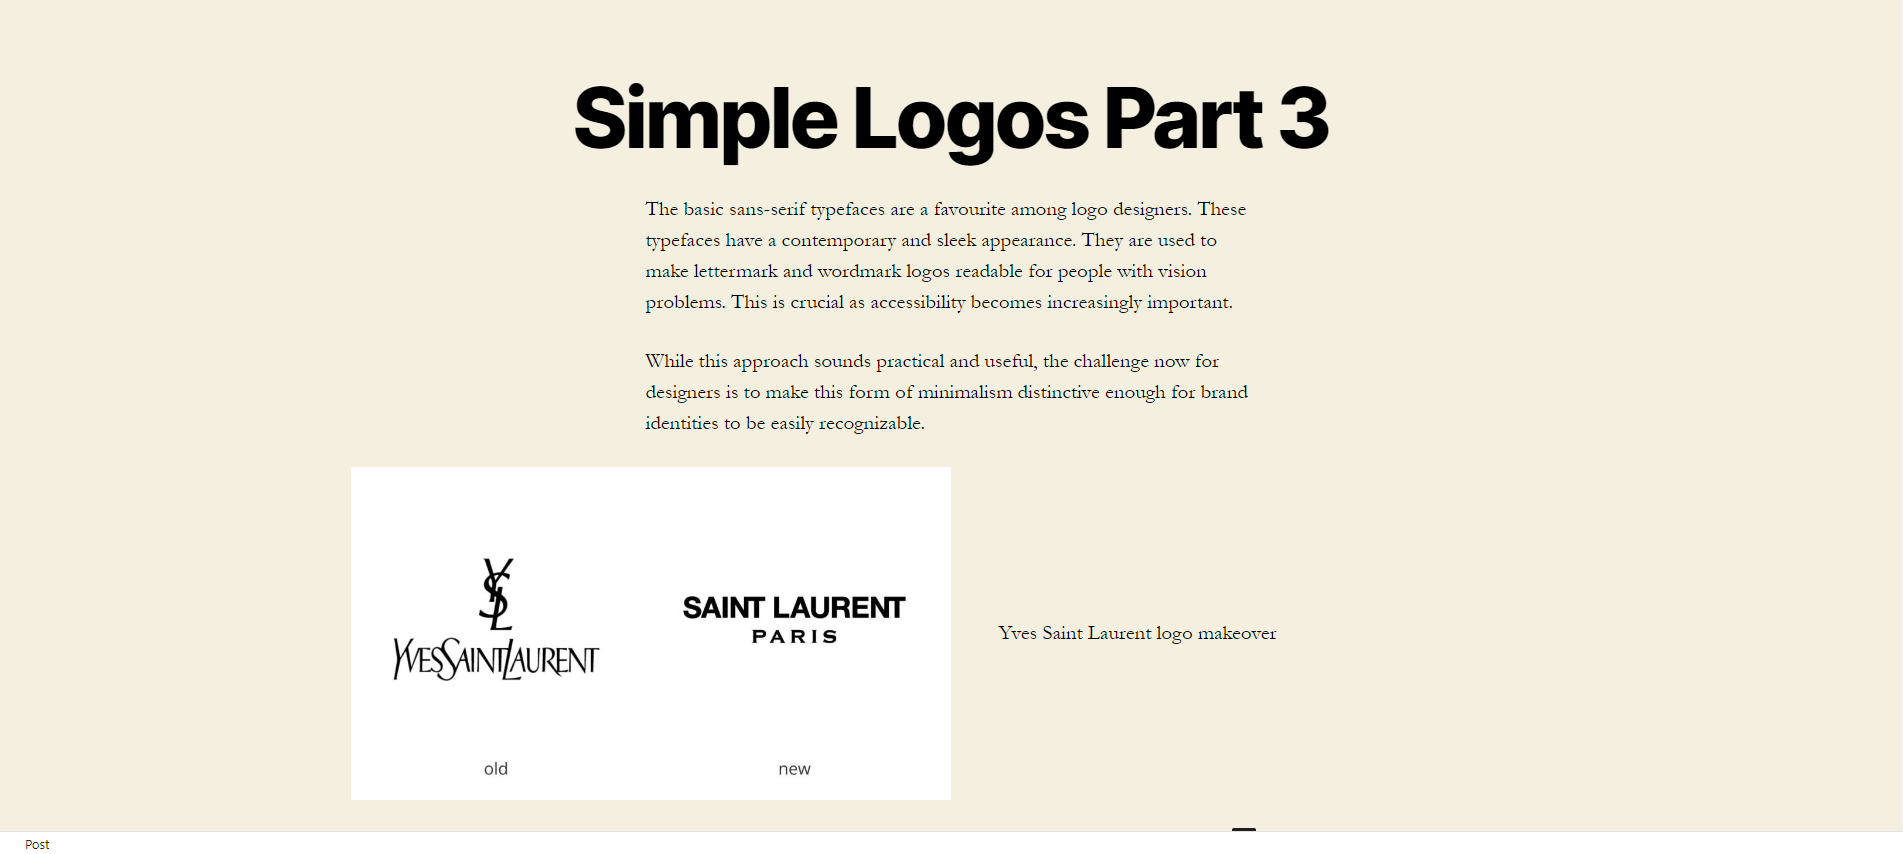 Simple Logos Part 3
The basic sans-serif typefaces are a favourite among logo designers. These
typefaces have a contemporary and sleek appearance. They are used to
make lettermark and wordmark logos readable for people with vision
problems. This is crucial as accessibility becomes increasingly important.
While this approach sounds practical and useful, the challenge now for
designers is to make this form of minimalism distinctive enough for brand
identities to be easily recognizable.
YSL
YVESSAINTLAURENT
old
SAINT LAURENT
PARIS
new
Yves Saint Laurent logo makeover
Post